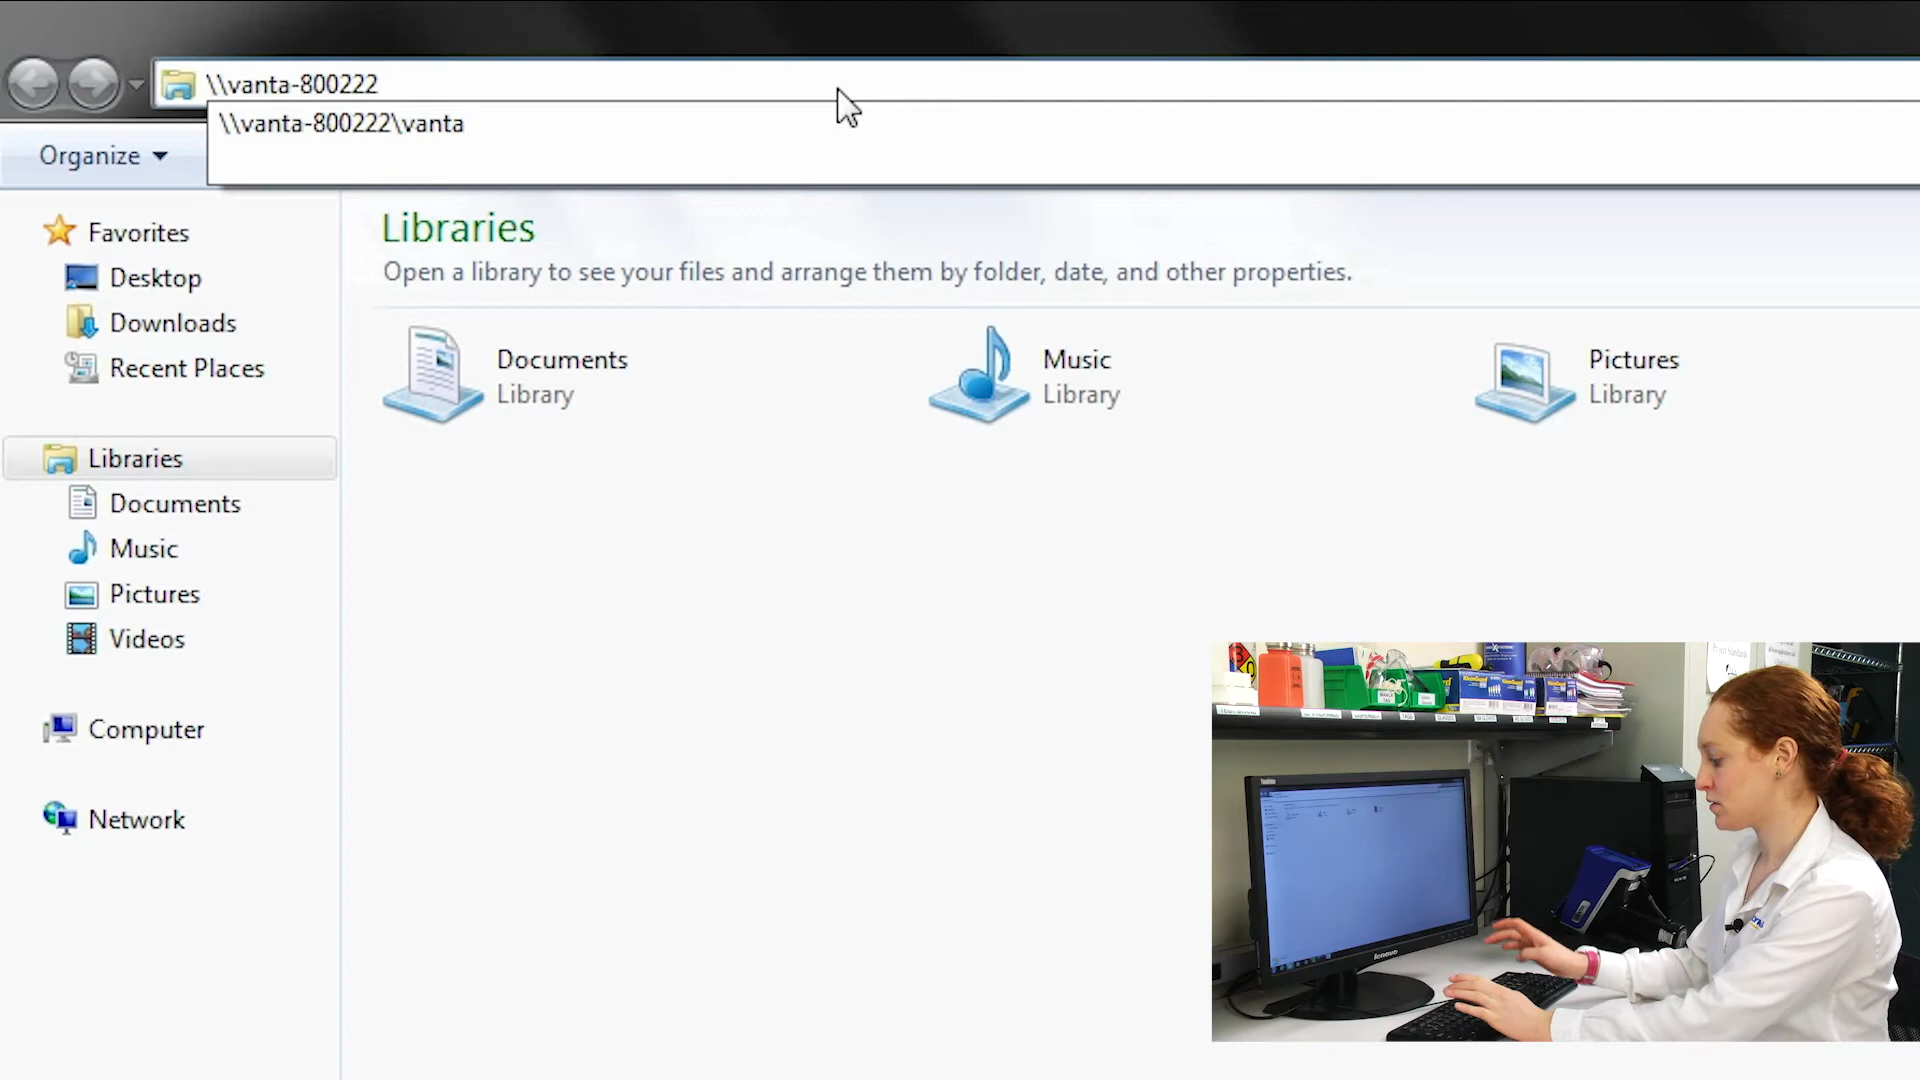 \\vanta-800222
\\vanta-800222\vanta
Organize
Favorites
Desktop
Downloads
Recent Places
Libraries
Documents
Music
Pictures
Videos
Computer
Network
Libraries
Open a library to see your files and arrange them by folder, date, and other properties.
Documents
Library
Music
Library
Pictures
Library
lenovo